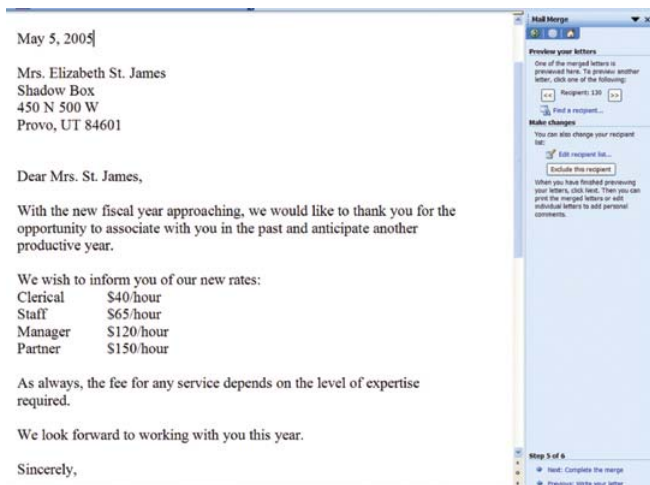 May 5, 2005
Mrs. Elizabeth St. James
Shadow Box
450 N 500 W
Provo, UT 84601
Dear Mrs. St. James,
With the new fiscal year approaching, we would like to thank you for the
opportunity to associate with you in the past and anticipate another
productive year.
We wish to inform you of our new rates:
Clerical $40/hour
Staff $65/hour
Manager $120/hour
Partner $150/hour
As always, the fee for any service depends on the level of expertise
required.
We look forward to working with you this year.
Sincerely,
Mail Merge
Preview your letters
One of the merged letters is
previewed here. To preview another
letter, click one of the following:
<< Recipient: 130 >>
Find a recipient...
Make changes
You can also change your recipient
list:
Edit recipient list...
Exclude this recipient
When you have finished previewing
your letters, click Next. Then you can
print the merged letters or edit
individual letters to add personal
comments.
Step 5 of 6
Next: Complete the merge
Previous: Write your letter